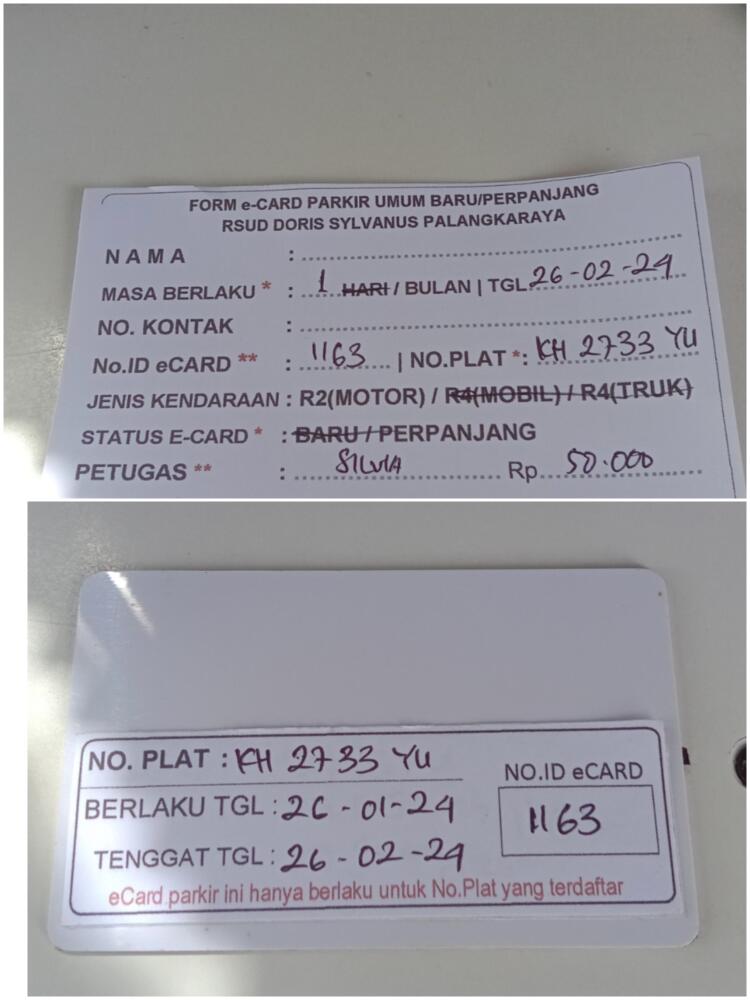 FORM e-CARD PARKIR UMUM BARU/PERPANJANG
RSUD DORIS SYLVANUS PALANGKARAYA
NAMA :
MASA BERLAKU * : 1 HARI / BULAN | TGL 26-02-24
NO. KONTAK :
No.ID eCARD ** : 1163 | NO.PLAT *: KH 2733 YU
JENIS KENDARAAN : R2(MOTOR) / R4(MOBIL) / R4(TRUK)
STATUS E-CARD * : BARU / PERPANJANG
PETUGAS ** : SILVIA Rp 50.000
NO. PLAT : KH 2733 YU
NO.ID eCARD
BERLAKU TGL : 26-01-24
1163
TENGGAT TGL : 26-02-24
eCard parkir ini hanya berlaku untuk No.Plat yang terdaftar